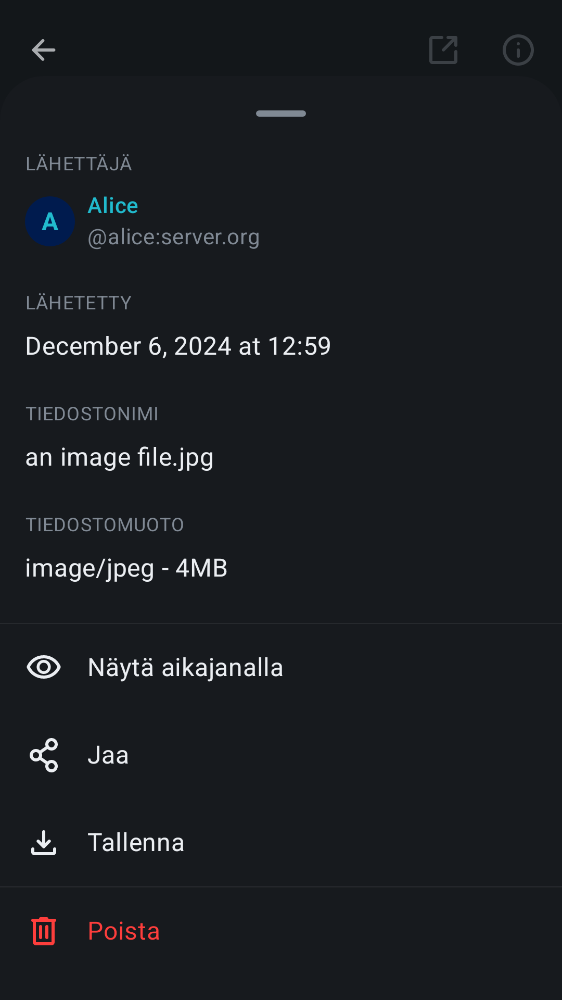 LÄHETTÄJÄ
A
Alice
@alice:server.org
LÄHETETTY
December 6, 2024 at 12:59
TIEDOSTONIMI
an image file.jpg
TIEDOSTOMUOTO
image/jpeg - 4MB
Näytä aikajanalla
Jaa
Tallenna
Poista